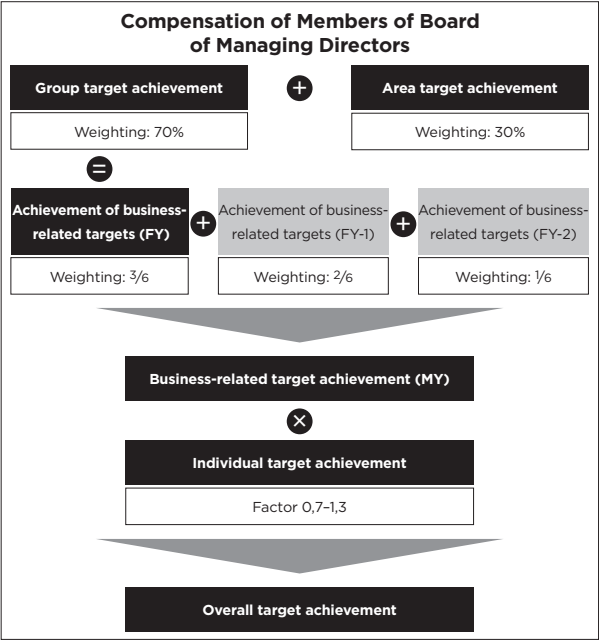 Compensation of Members of Board
of Managing Directors
Group target achievement
+
Area target achievement
Weighting: 70%
Weighting: 30%
=
Achievement of business-
related targets (FY)
+
Achievement of business-
related targets (FY-1)
+
Achievement of business-
related targets (FY-2)
Weighting: 3/6
Weighting: 2/6
Weighting: 1/6
Business-related target achievement (MY)
×
Individual target achievement
Factor 0,7–1,3
Overall target achievement